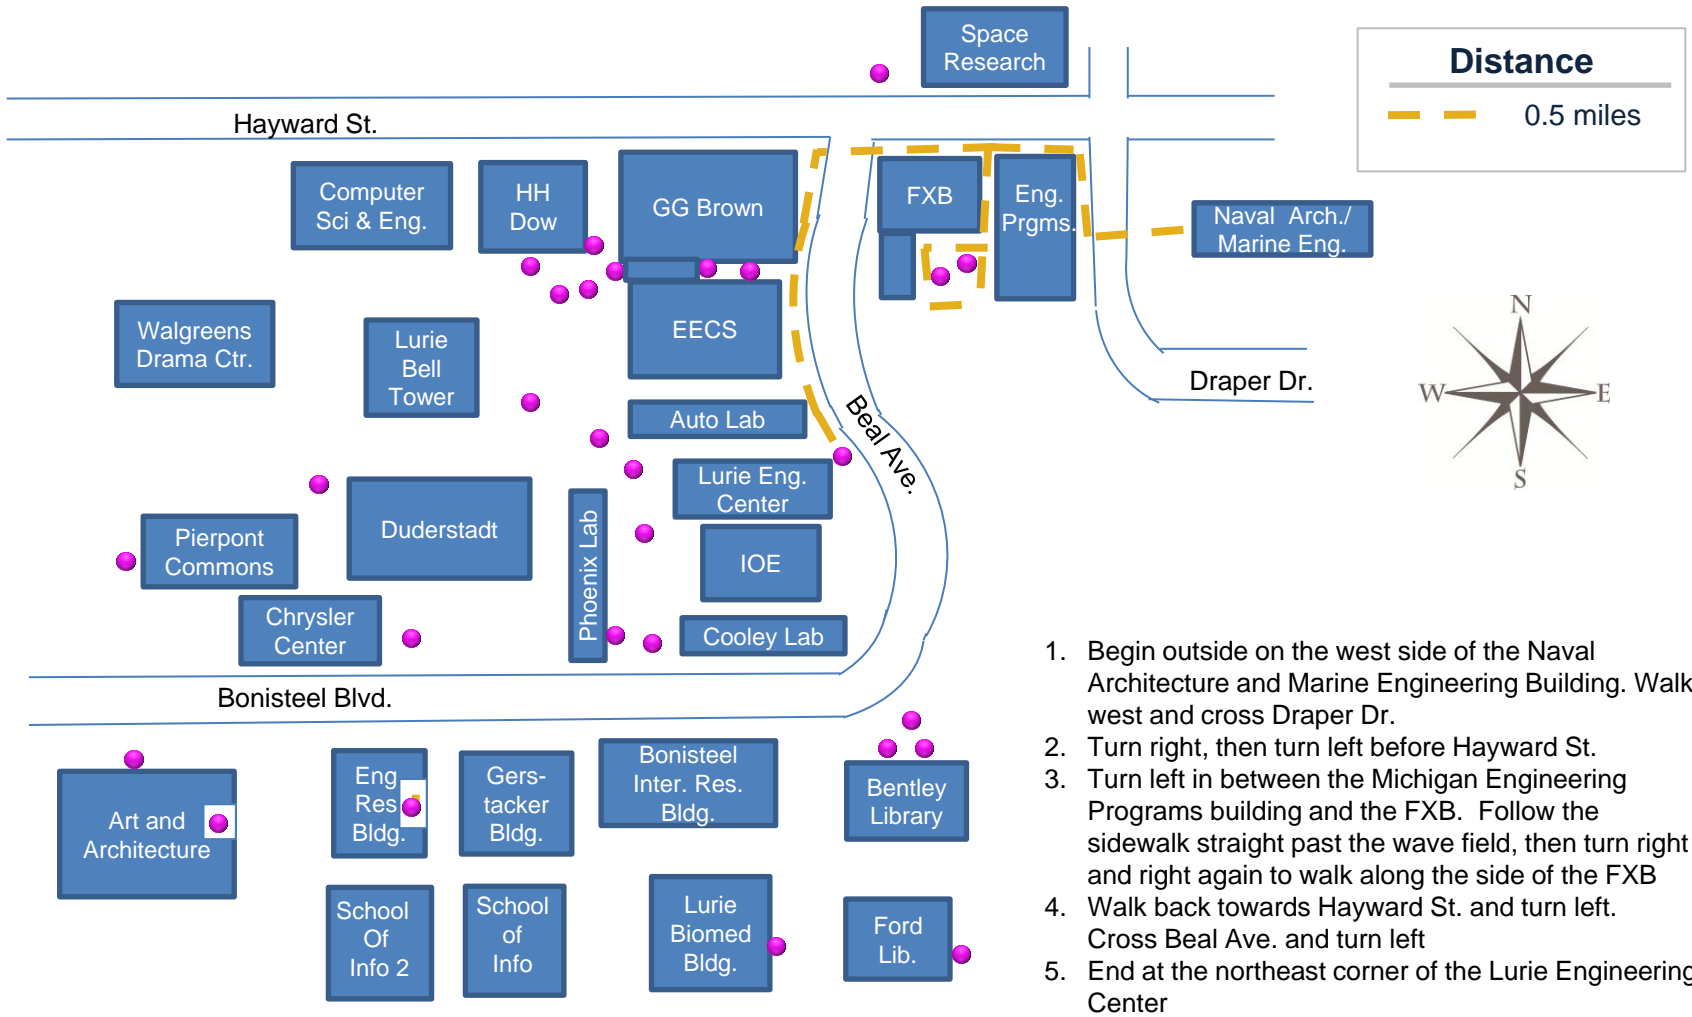 Space
Research
Distance
0.5 miles
Hayward St.
Computer
Sci & Eng.
HH
Dow
GG Brown
FXB
Eng.
Prgms.
Naval Arch./
Marine Eng.
N
W
E
S
Walgreens
Drama Ctr.
Lurie
Bell
Tower
EECS
Draper Dr.
Auto Lab
Beal Ave.
Lurie Eng.
Center
Duderstadt
Pierpont
Commons
Phoenix Lab
IOE
Chrysler
Center
Cooley Lab
Bonisteel Blvd.
Art and
Architecture
Eng
Res
Bldg.
Gers-
tacker
Bldg.
Bonisteel
Inter. Res.
Bldg.
Bentley
Library
School
Of
Info 2
School
of
Info
Lurie
Biomed
Bldg.
Ford
Lib.
1. Begin outside on the west side of the Naval
Architecture and Marine Engineering Building. Walk
west and cross Draper Dr.
2. Turn right, then turn left before Hayward St.
3. Turn left in between the Michigan Engineering
Programs building and the FXB. Follow the
sidewalk straight past the wave field, then turn right
and right again to walk along the side of the FXB
4. Walk back towards Hayward St. and turn left.
Cross Beal Ave. and turn left
5. End at the northeast corner of the Lurie Engineering
Center